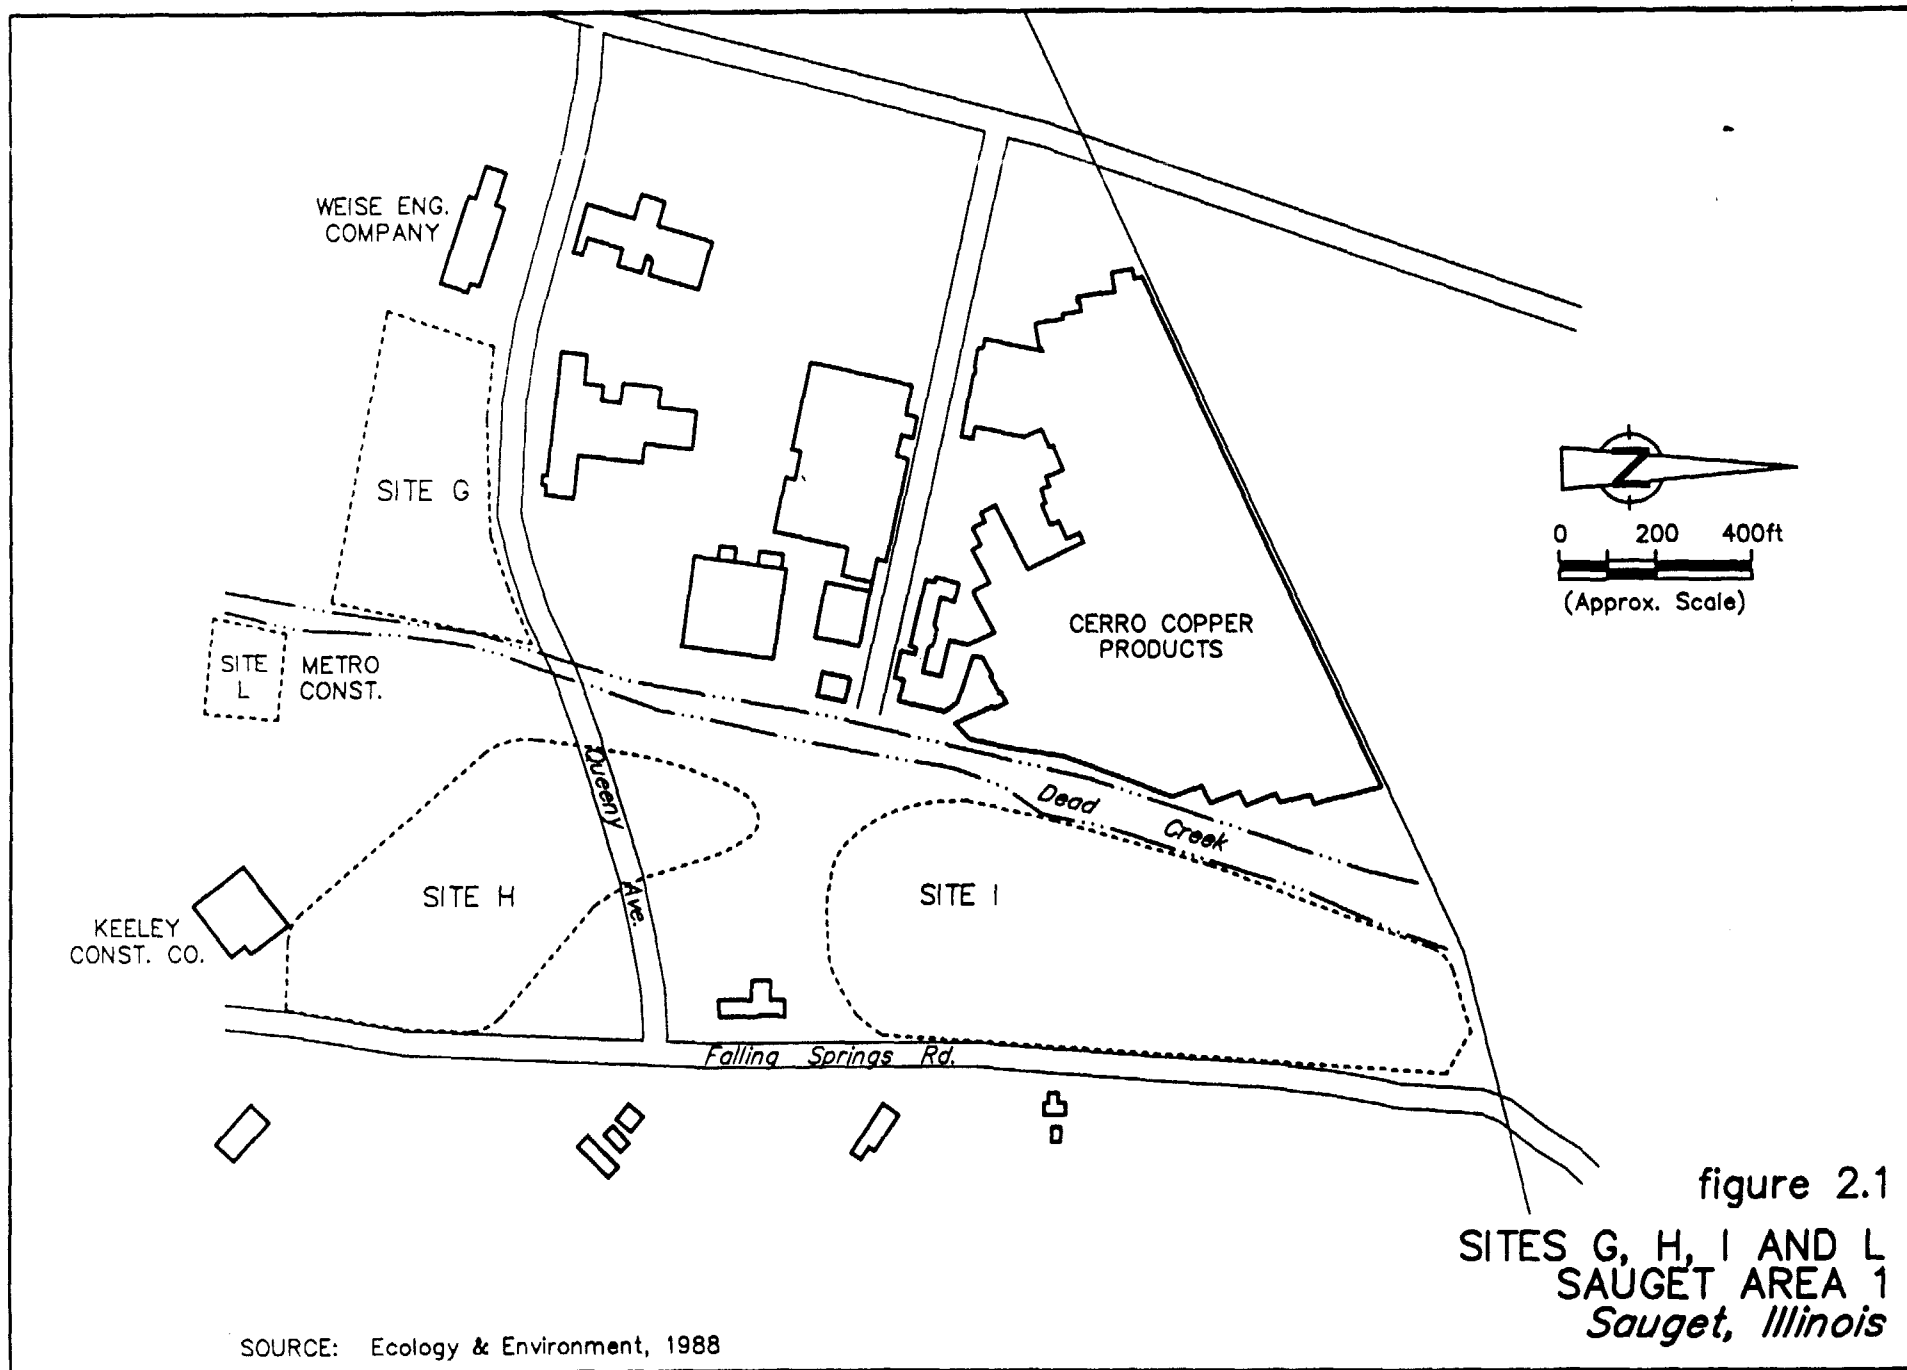 WEISE ENG.
COMPANY
SITE G
SITE
L
METRO
CONST.
N
0 200 400ft
(Approx. Scale)
CERRO COPPER
PRODUCTS
Queeny Ave.
Dead Creek
SITE H
SITE I
KEELEY
CONST. CO.
Falling Springs Rd.
figure 2.1
SITES G, H, I AND L
SAUGET AREA 1
Sauget, Illinois
SOURCE: Ecology & Environment, 1988